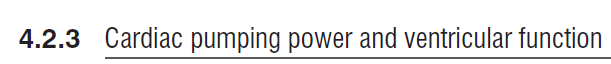 4.2.3 Cardiac pumping power and ventricular function